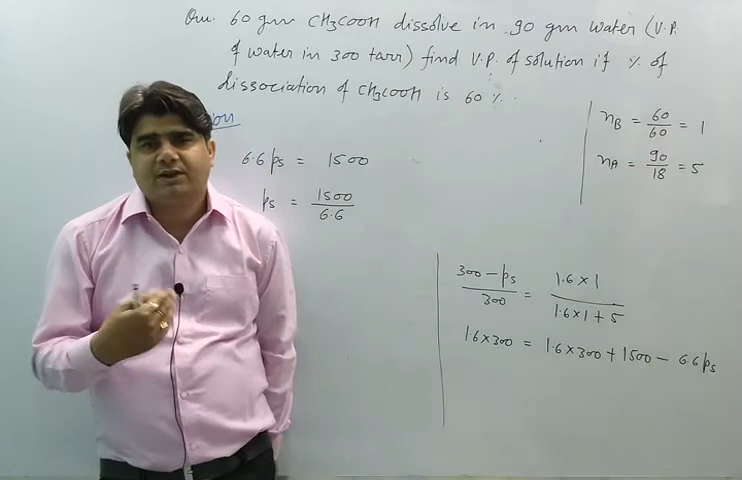 Qu. 60 gm CH3COOH dissolve in 90 gm water (V.P.
of water in 300 tarr) find V.P. of solution if % of
dissociation of CH3COOH is 60 %.
on
6.6 ps = 1500
ps = 1500 / 6.6
nB = 60/60 = 1
nA = 90/18 = 5
300 - ps / 300 = 1.6 × 1 / 1.6 × 1 + 5
1.6 × 300 = 1.6 × 300 + 1500 - 6.6 ps